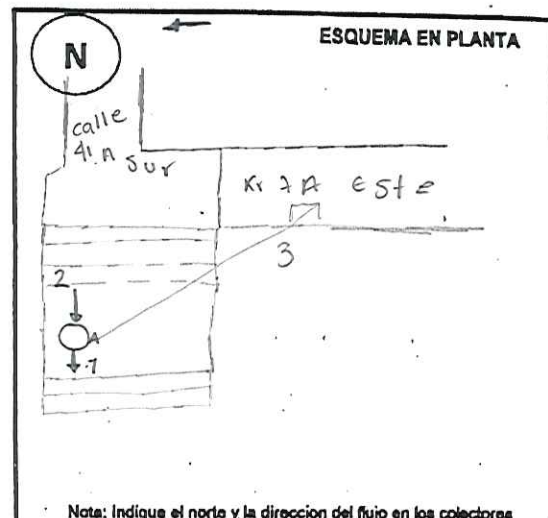 ESQUEMA EN PLANTA
N
calle
41 A Sur
Kr 7 A Este
3
2
A
1
Nota: Indique el norte y la direccion del flujo en los colectores